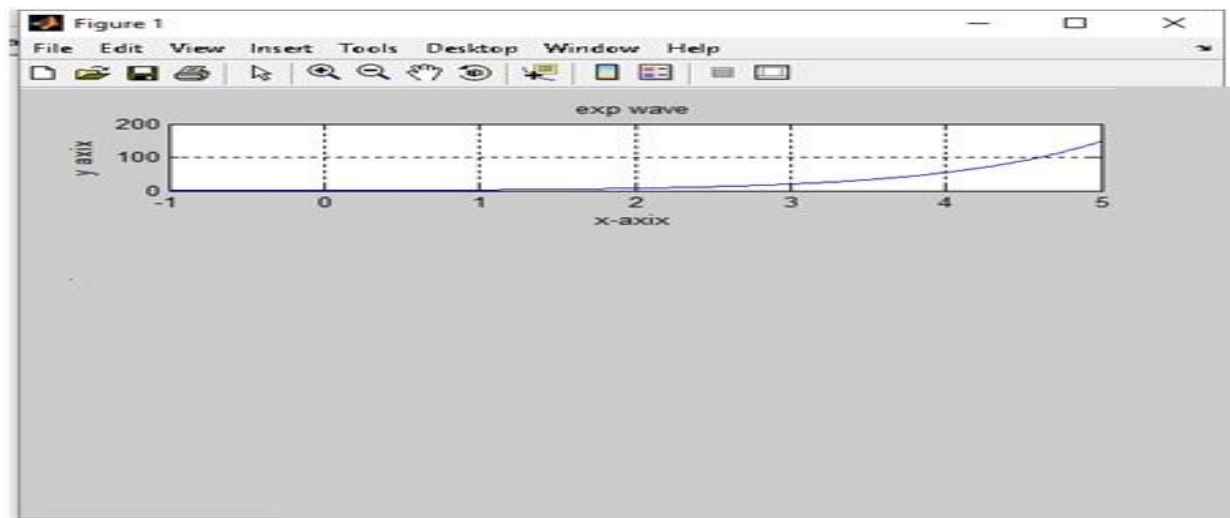 Figure 1
File Edit View Insert Tools Desktop Window Help
exp wave
200
100
0
y axix
-1 0 1 2 3 4 5
x-axix